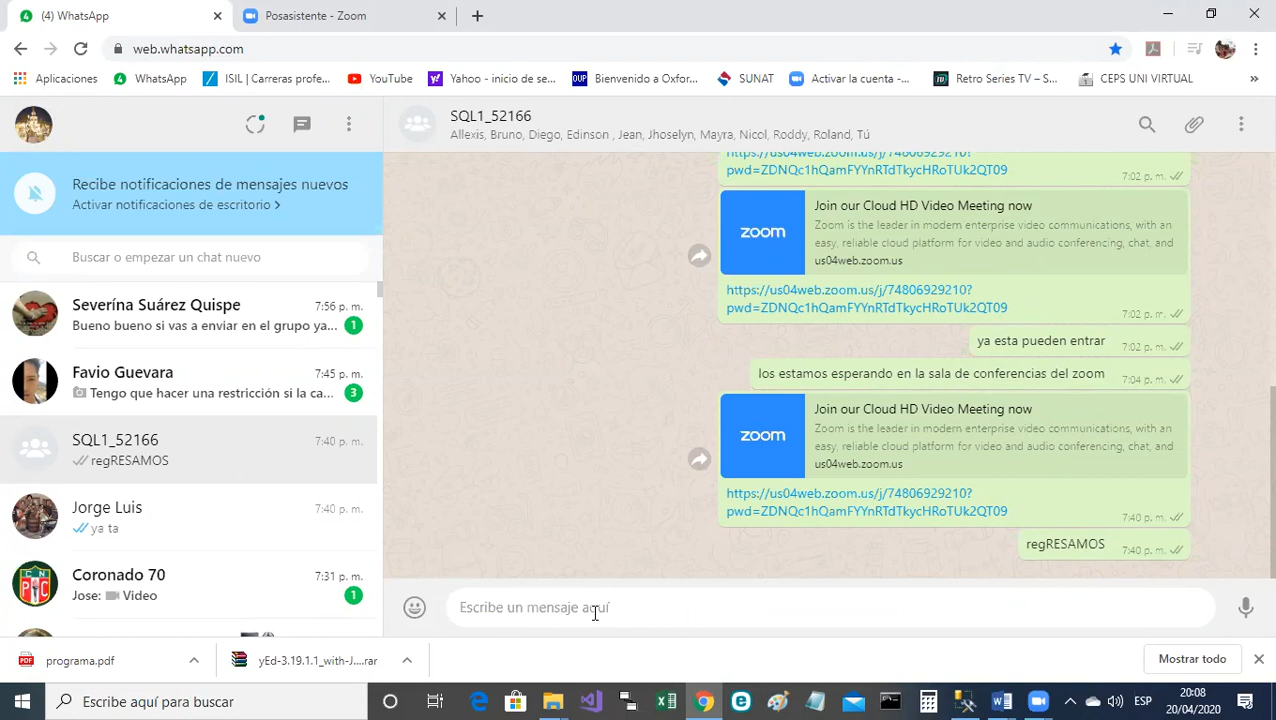 (4) WhatsApp
Posasistente - Zoom
web.whatsapp.com
Aplicaciones
WhatsApp
ISIL | Carreras profe...
YouTube
Yahoo - inicio de se...
OUP
Bienvenido a Oxfor...
SUNAT
Activar la cuenta -...
Retro Series TV – S...
CEPS UNI VIRTUAL
SQL1_52166
Allexis, Bruno, Diego, Edinson , Jean, Jhoselyn, Mayra, Nicol, Roddy, Roland, Tú
Recibe notificaciones de mensajes nuevos
Activar notificaciones de escritorio >
Buscar o empezar un chat nuevo
Severína Suárez Quispe
7:56 p. m.
Bueno bueno si vas a enviar en el grupo ya...
1
Favio Guevara
7:45 p. m.
Tengo que hacer una restricción si la ca...
3
SQL1_52166
7:40 p. m.
regRESAMOS
Jorge Luis
7:40 p. m.
ya ta
Coronado 70
7:31 p. m.
Jose: Video
1
https://us04web.zoom.us/j/74806929210?
pwd=ZDNQc1hQamFYYnRTdTkycHRoTUk2QT09
7:02 p. m.
zoom
Join our Cloud HD Video Meeting now
Zoom is the leader in modern enterprise video communications, with an
easy, reliable cloud platform for video and audio conferencing, chat, and
us04web.zoom.us
https://us04web.zoom.us/j/74806929210?
pwd=ZDNQc1hQamFYYnRTdTkycHRoTUk2QT09
7:02 p. m.
ya esta pueden entrar
7:02 p. m.
los estamos esperando en la sala de conferencias del zoom
7:04 p. m.
zoom
Join our Cloud HD Video Meeting now
Zoom is the leader in modern enterprise video communications, with an
easy, reliable cloud platform for video and audio conferencing, chat, and
us04web.zoom.us
https://us04web.zoom.us/j/74806929210?
pwd=ZDNQc1hQamFYYnRTdTkycHRoTUk2QT09
7:40 p. m.
regRESAMOS
7:40 p. m.
Escribe un mensaje aquí
programa.pdf
yEd-3.19.1.1_with-J....rar
Mostrar todo
Escribe aquí para buscar
ESP
20:08
20/04/2020